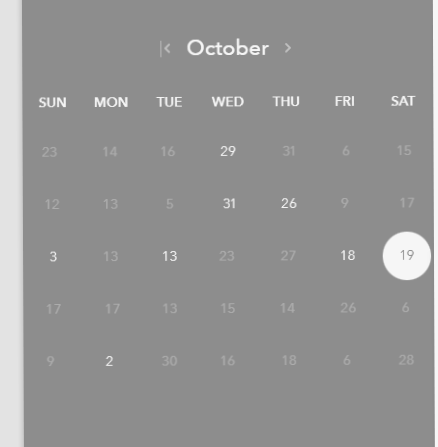 |< October >
SUN MON TUE WED THU FRI SAT
23 14 16 29 31 6 15
12 13 5 31 26 9 17
3 13 13 23 27 18 19
17 17 13 15 14 26 6
9 2 30 16 18 6 28